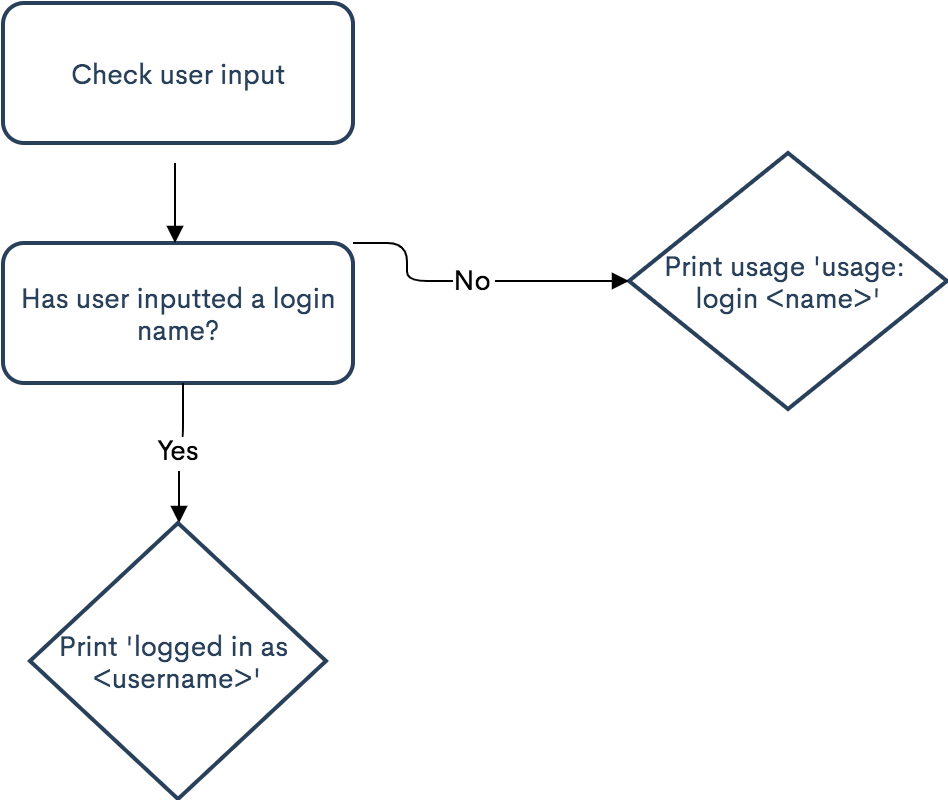 Check user input
Has user inputted a login
name?
No
Print usage 'usage:
login <name>'
Yes
Print 'logged in as
<username>'